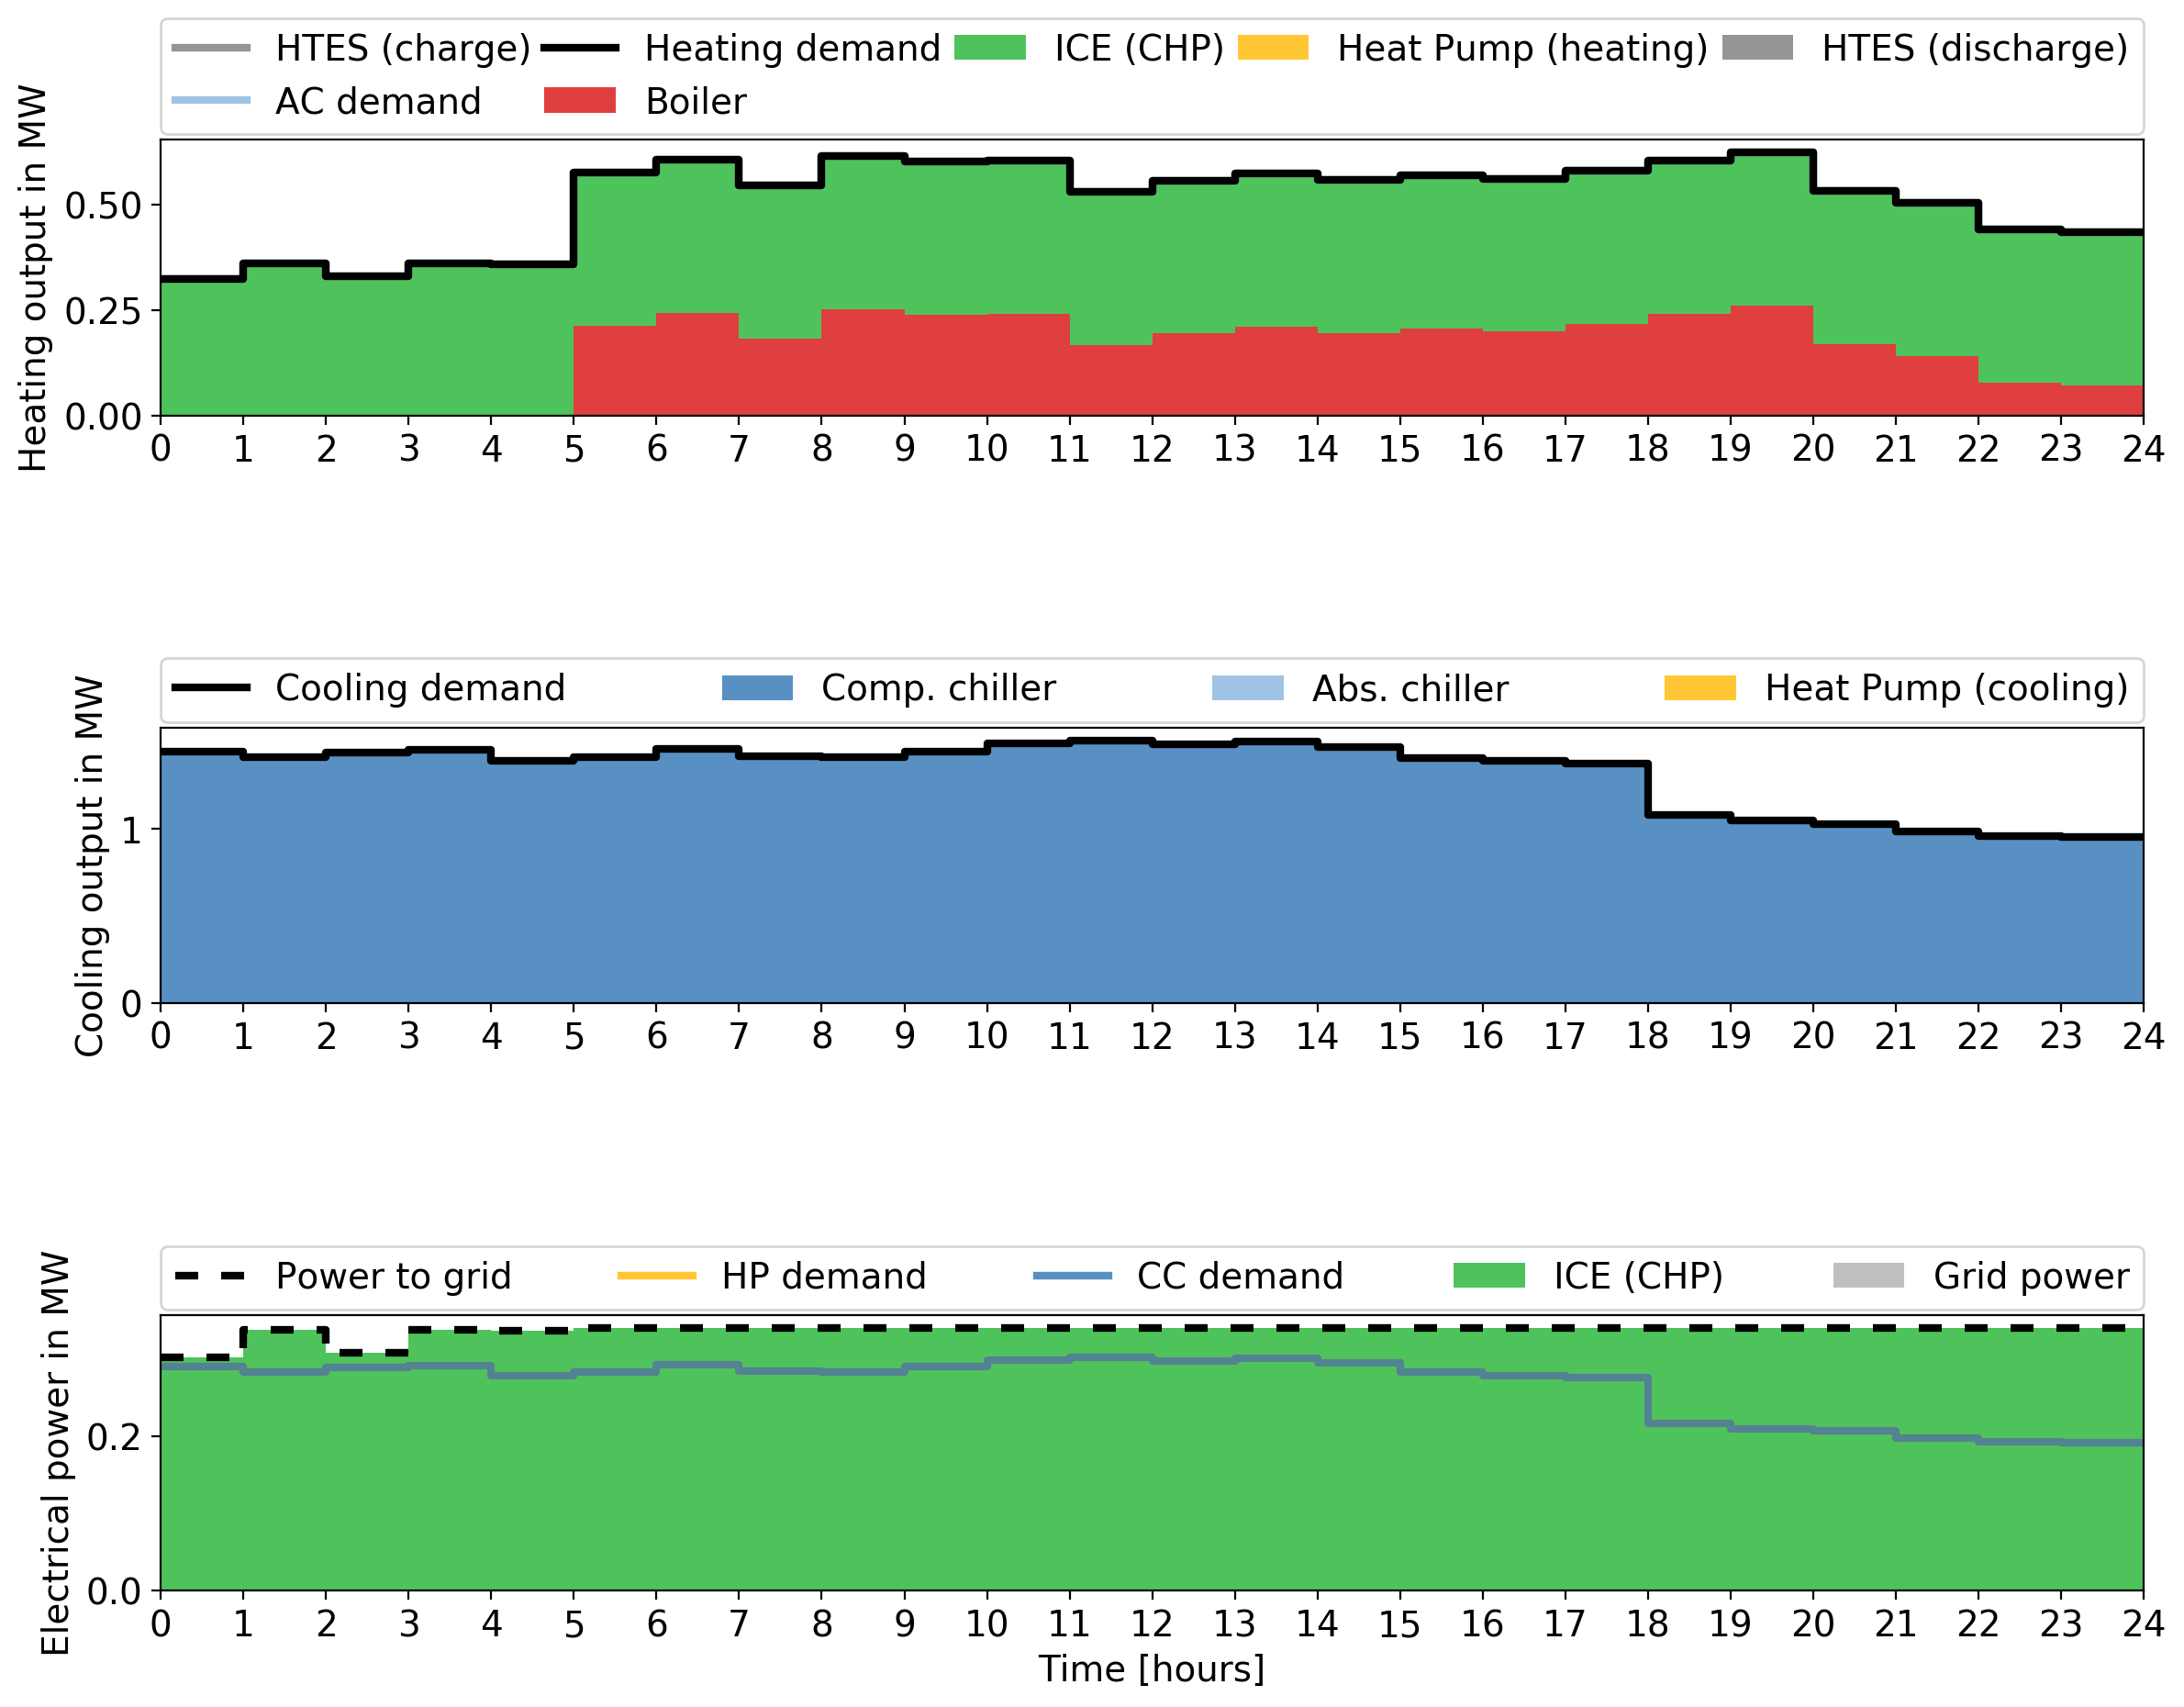 HTES (charge) Heating demand ICE (CHP) Heat Pump (heating) HTES (discharge)
AC demand Boiler
Heating output in MW
0.50
0.25
0.00
0 1 2 3 4 5 6 7 8 9 10 11 12 13 14 15 16 17 18 19 20 21 22 23 24
Cooling demand Comp. chiller Abs. chiller Heat Pump (cooling)
Cooling output in MW
1
0
0 1 2 3 4 5 6 7 8 9 10 11 12 13 14 15 16 17 18 19 20 21 22 23 24
Power to grid HP demand CC demand ICE (CHP) Grid power
Electrical power in MW
0.2
0.0
0 1 2 3 4 5 6 7 8 9 10 11 12 13 14 15 16 17 18 19 20 21 22 23 24
Time [hours]